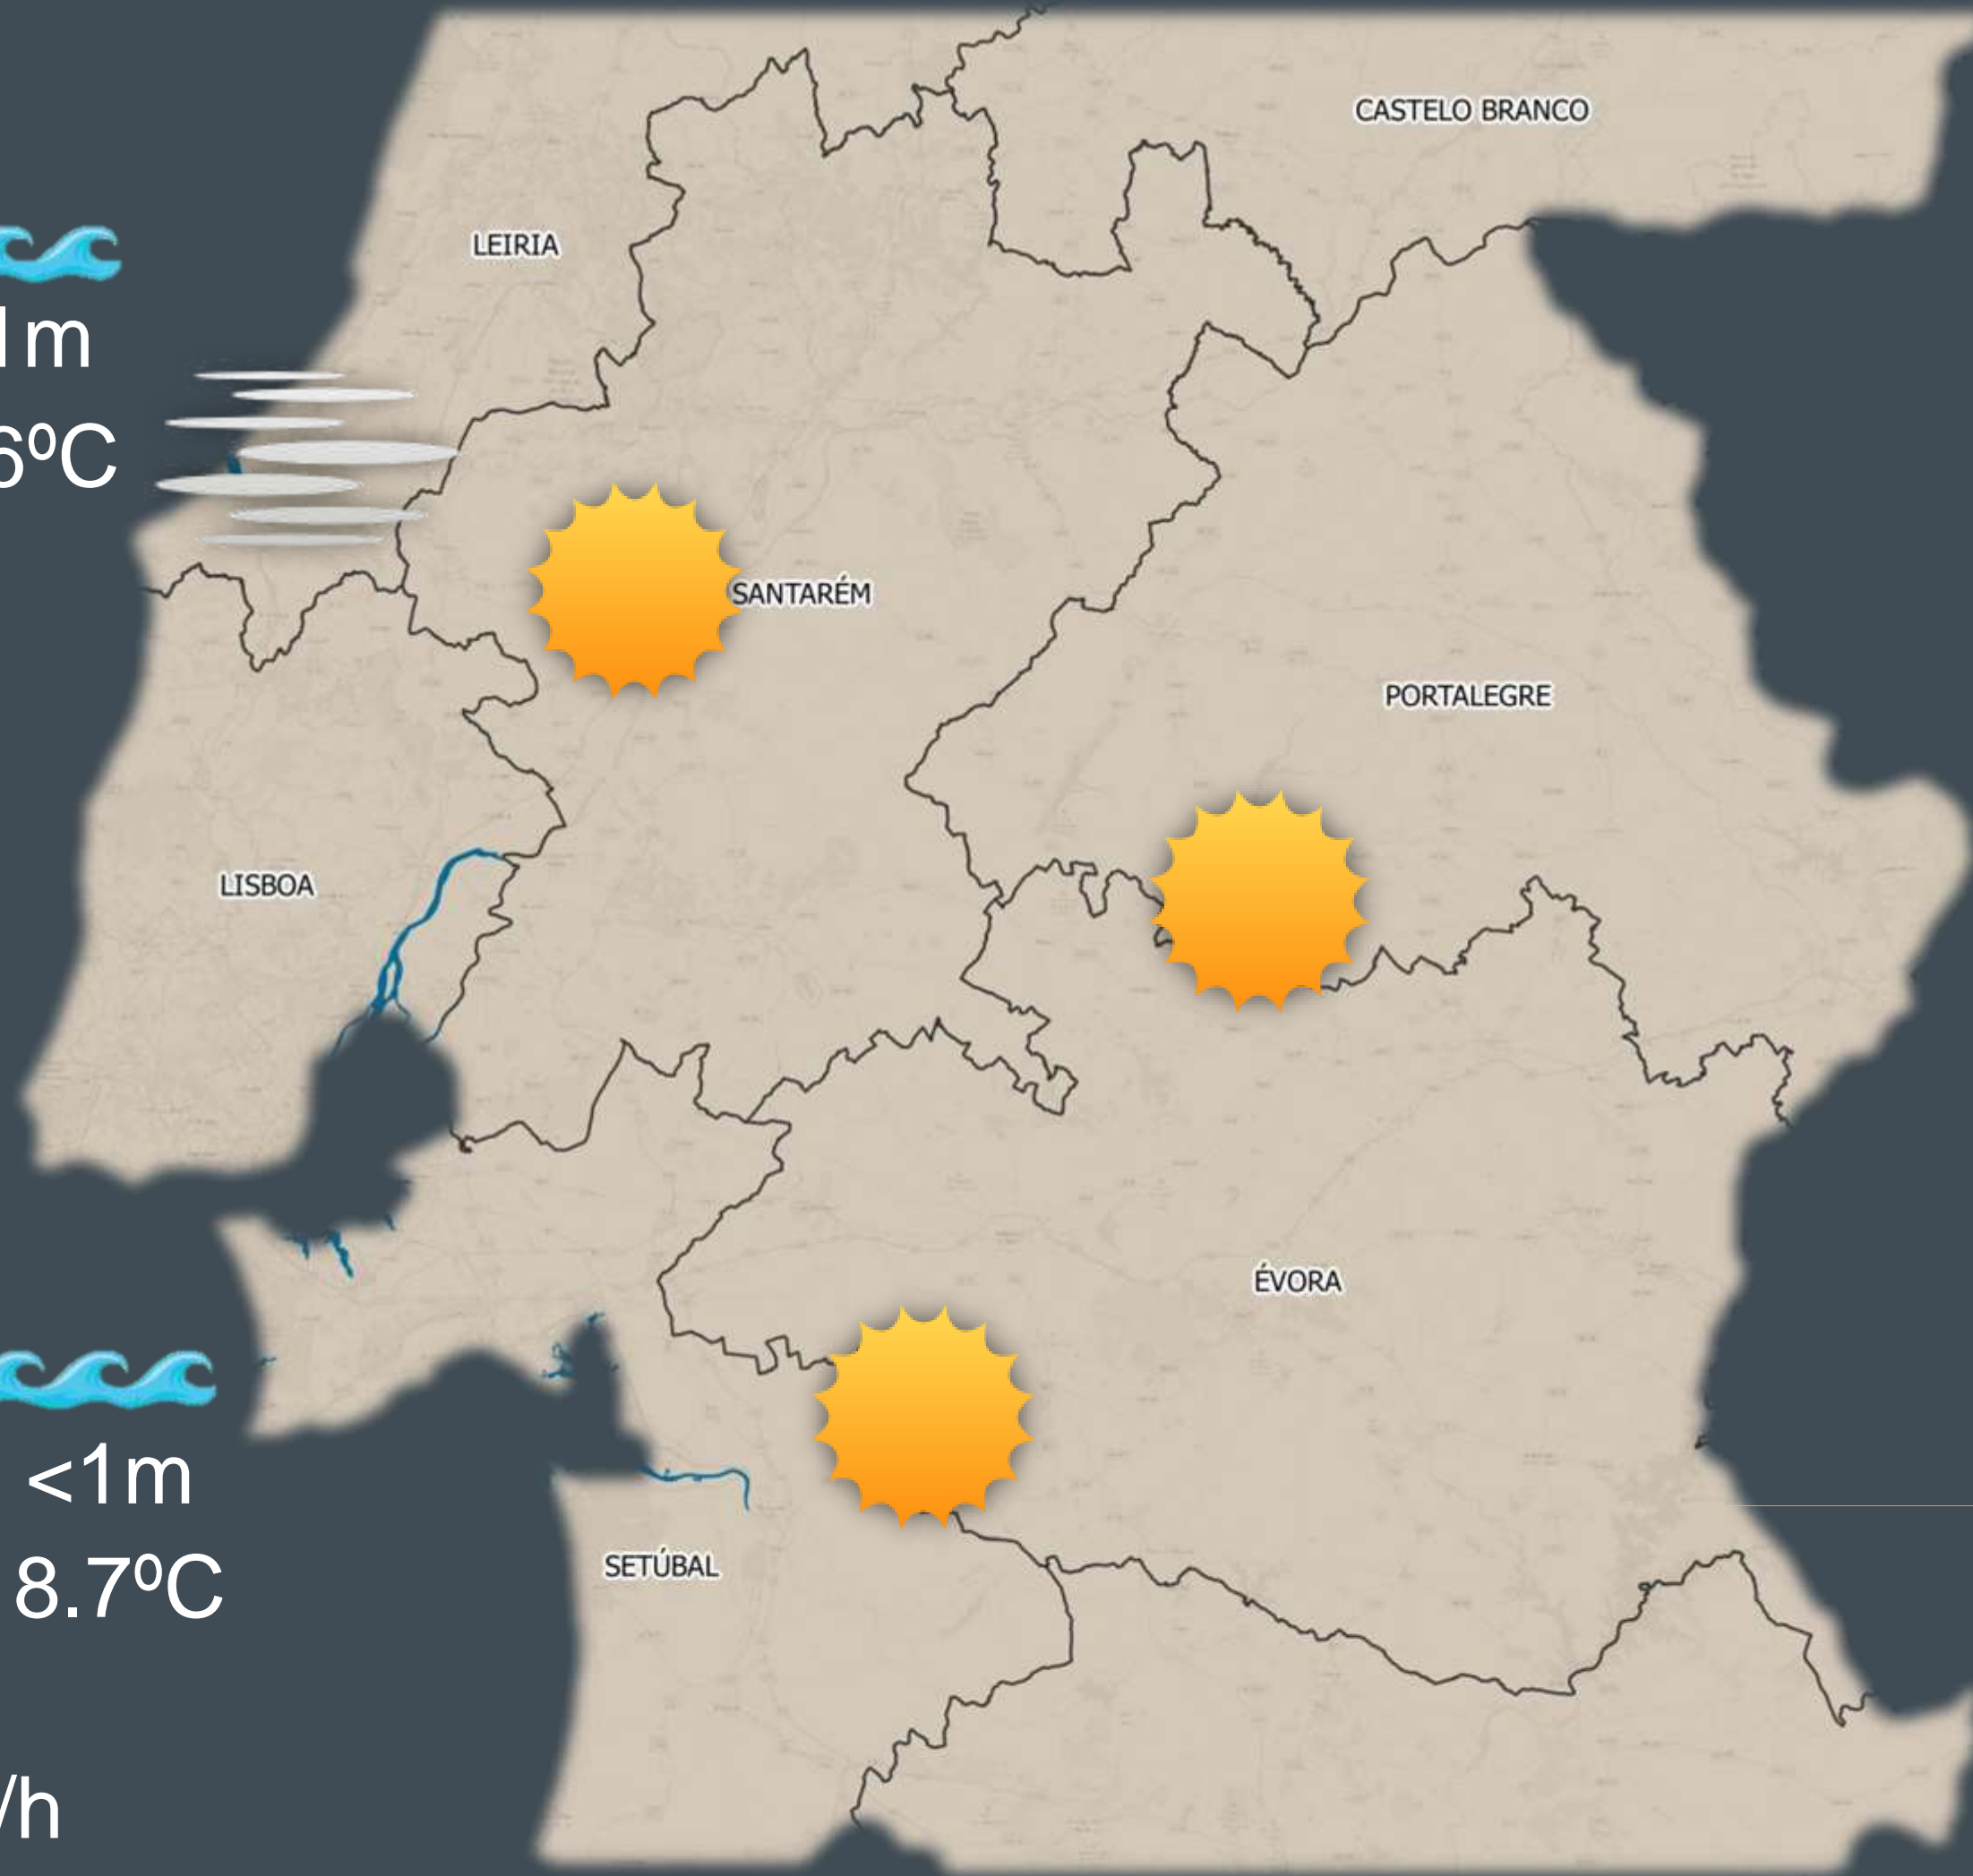 CASTELO BRANCO
LEIRIA
1m
6ºC
SANTARÉM
PORTALEGRE
LISBOA
ÉVORA
<1m
SETÚBAL
8.7ºC
/h